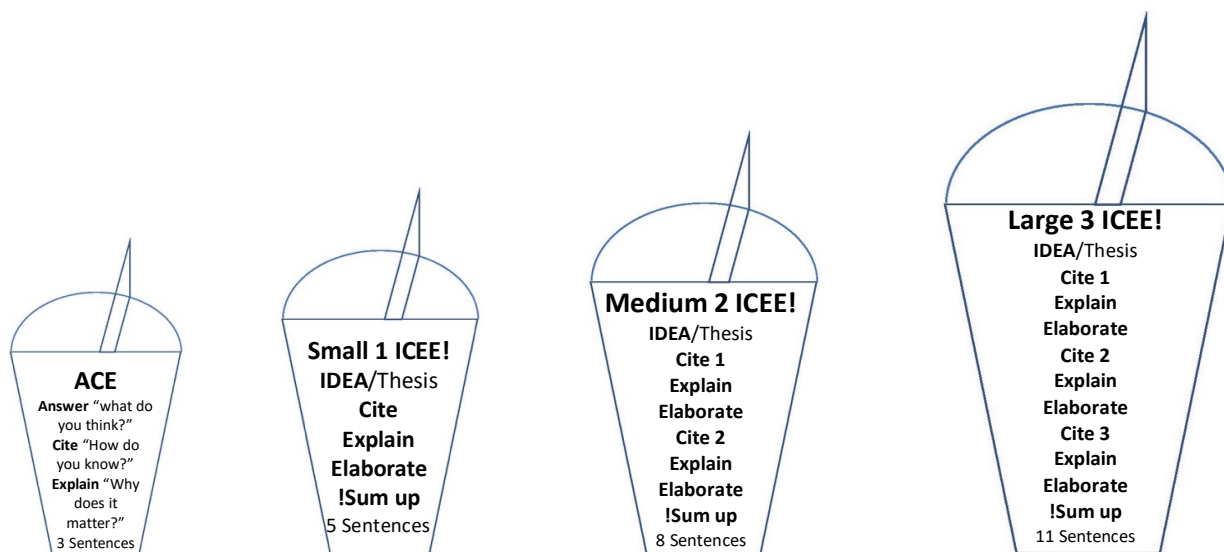 ACE
Answer “what do
you think?”
Cite “How do
you know?”
Explain “Why
does it
matter?”
3 Sentences
Small 1 ICEE!
IDEA/Thesis
Cite
Explain
Elaborate
!Sum up
5 Sentences
Medium 2 ICEE!
IDEA/Thesis
Cite 1
Explain
Elaborate
Cite 2
Explain
Elaborate
!Sum up
8 Sentences
Large 3 ICEE!
IDEA/Thesis
Cite 1
Explain
Elaborate
Cite 2
Explain
Elaborate
Cite 3
Explain
Elaborate
!Sum up
11 Sentences